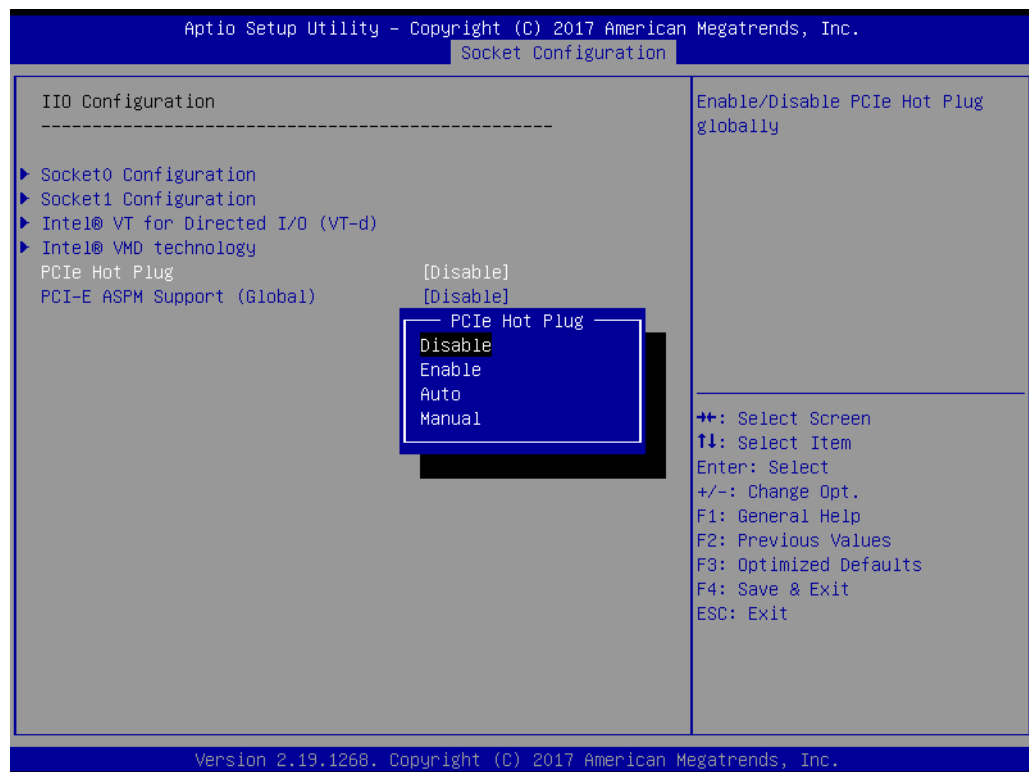 Aptio Setup Utility – Copyright (C) 2017 American Megatrends, Inc.
Socket Configuration
IIO Configuration
--------------------------------------------------
Socket0 Configuration
Socket1 Configuration
Intel® VT for Directed I/O (VT-d)
Intel® VMD technology
PCIe Hot Plug [Disable]
PCI-E ASPM Support (Global) [Disable]
PCIe Hot Plug
Disable
Enable
Auto
Manual
Enable/Disable PCIe Hot Plug
globally
→←: Select Screen
↑↓: Select Item
Enter: Select
+/-: Change Opt.
F1: General Help
F2: Previous Values
F3: Optimized Defaults
F4: Save & Exit
ESC: Exit
Version 2.19.1268. Copyright (C) 2017 American Megatrends, Inc.